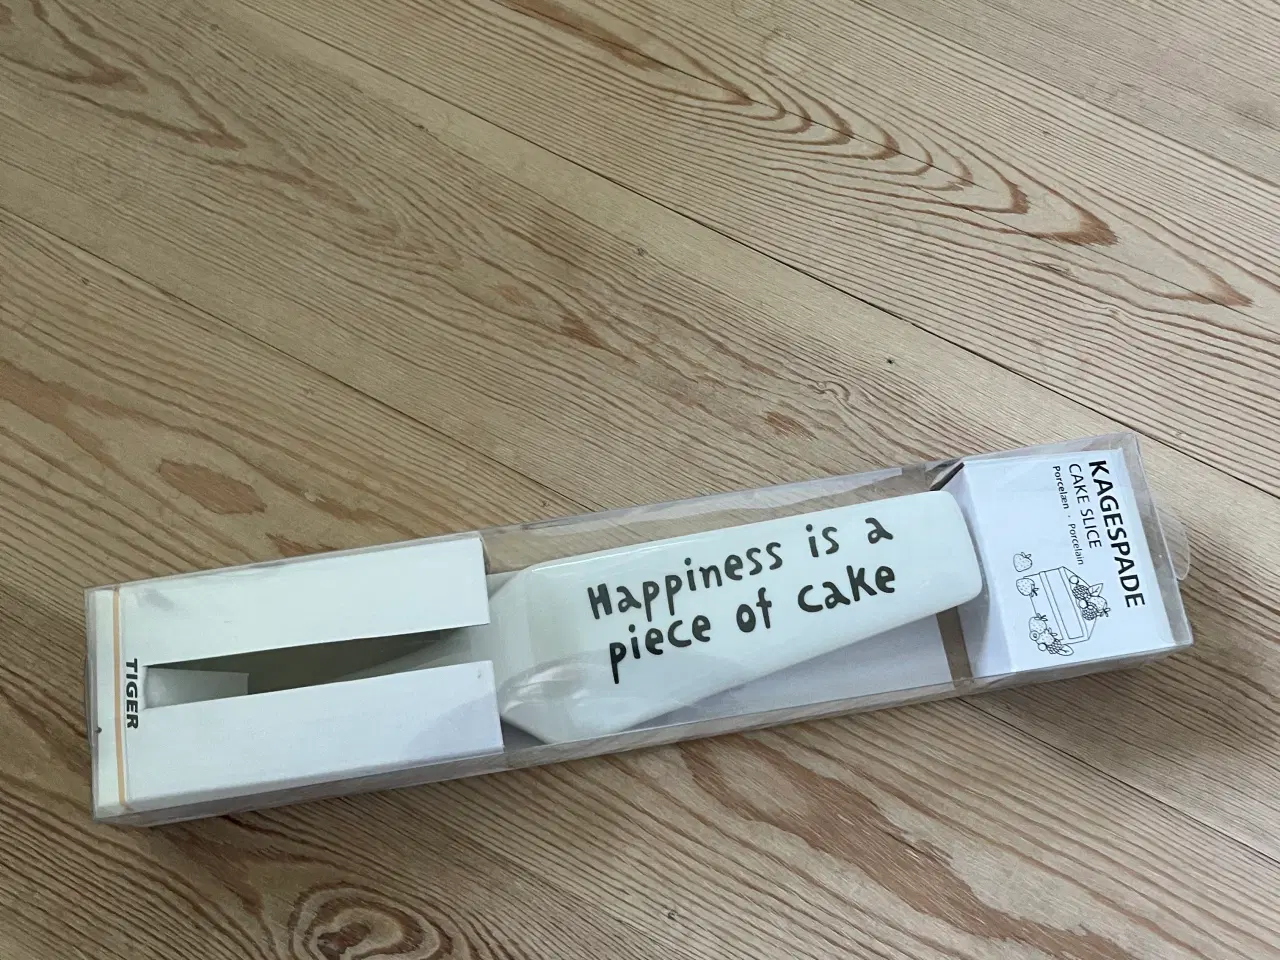 Happiness is a
piece of cake
KAGESPADE
CAKE SLICE
Porcelæn · Porcelain
TIGER